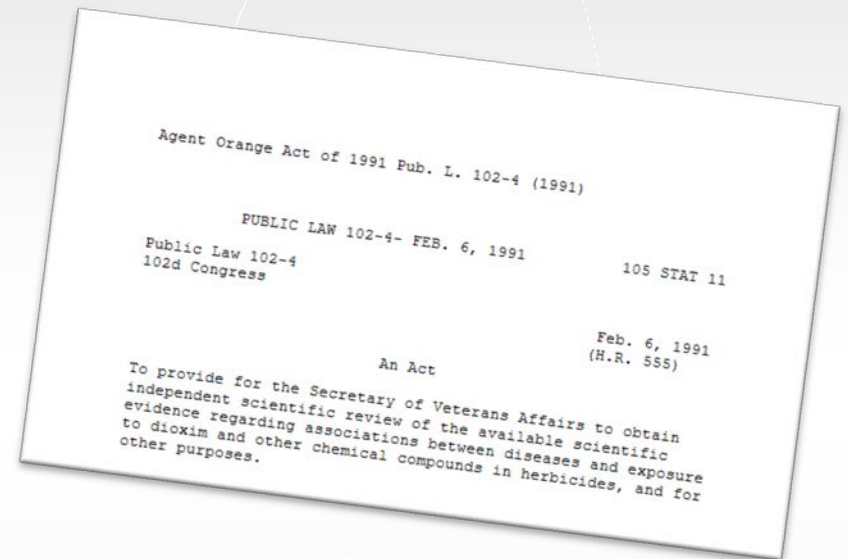 Agent Orange Act of 1991 Pub. L. 102-4 (1991)
PUBLIC LAW 102-4- FEB. 6, 1991
105 STAT 11
Public Law 102-4
102d Congress
Feb. 6, 1991
(H.R. 555)
An Act
To provide for the Secretary of Veterans Affairs to obtain
independent scientific review of the available scientific
evidence regarding associations between diseases and exposure
to dioxim and other chemical compounds in herbicides, and for
other purposes.